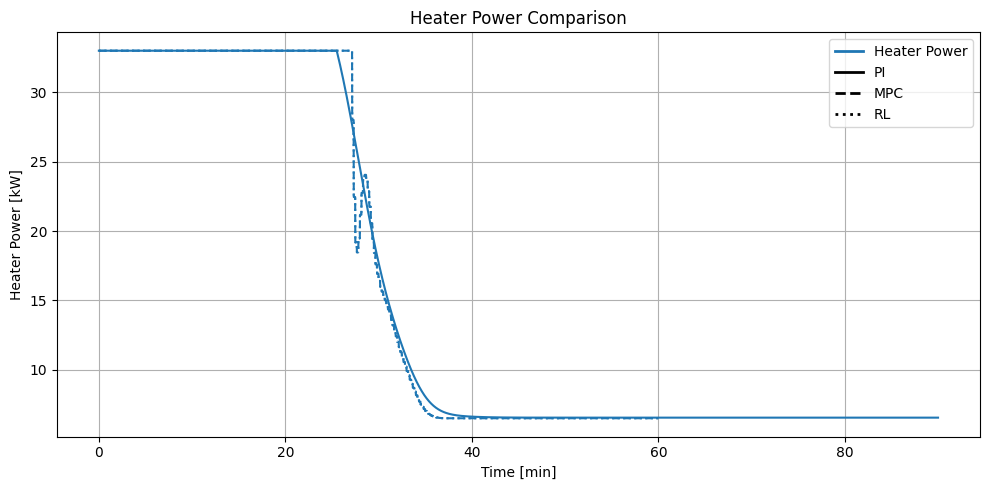 Heater Power Comparison
Heater Power
PI
MPC
RL
Heater Power [kW]
30
25
20
15
10
0
20
40
60
80
Time [min]